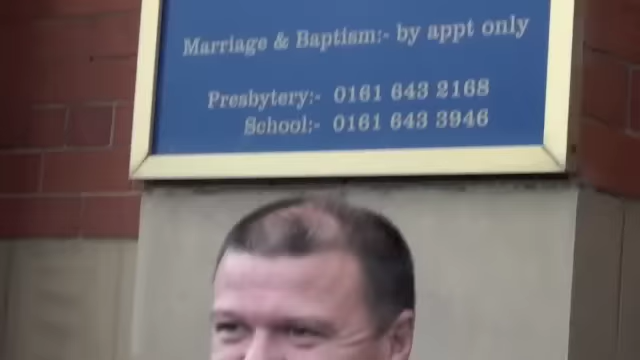 Marriage & Baptism:- by appt only
Presbytery:- 0161 643 2168
School:- 0161 643 3946